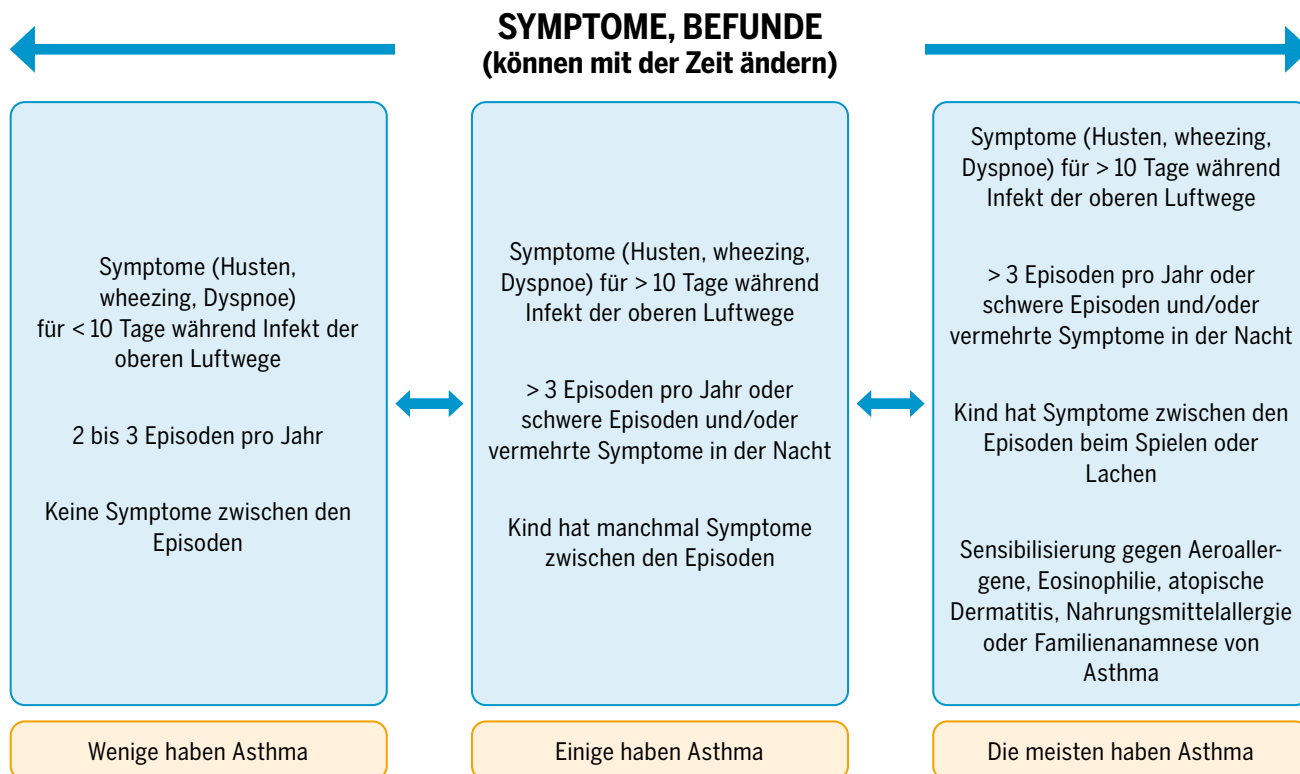 SYMPTOME, BEFUNDE
(können mit der Zeit ändern)
Symptome (Husten,
wheezing, Dyspnoe)
für < 10 Tage während Infekt der
oberen Luftwege
2 bis 3 Episoden pro Jahr
Keine Symptome zwischen den
Episoden
Wenige haben Asthma
Symptome (Husten, wheezing,
Dyspnoe) für > 10 Tage während
Infekt der oberen Luftwege
> 3 Episoden pro Jahr oder
schwere Episoden und/oder
vermehrte Symptome in der Nacht
Kind hat manchmal Symptome
zwischen den Episoden
Einige haben Asthma
Symptome (Husten, wheezing,
Dyspnoe) für > 10 Tage während
Infekt der oberen Luftwege
> 3 Episoden pro Jahr oder
schwere Episoden und/oder
vermehrte Symptome in der Nacht
Kind hat Symptome zwischen den
Episoden beim Spielen oder
Lachen
Sensibilisierung gegen Aeroaller-
gene, Eosinophilie, atopische
Dermatitis, Nahrungsmittelallergie
oder Familienanamnese von
Asthma
Die meisten haben Asthma